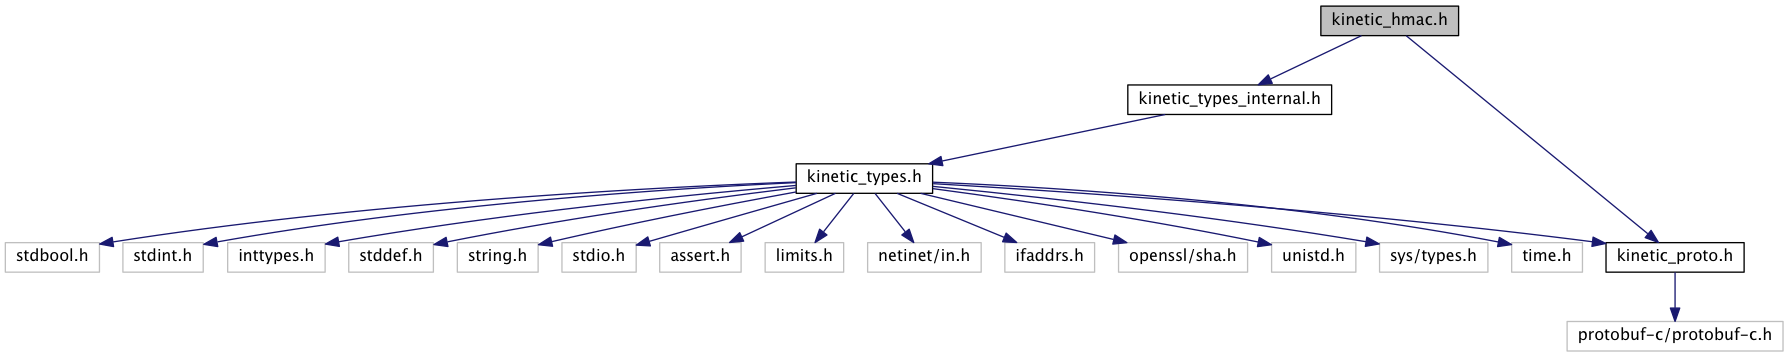 kinetic_hmac.h
kinetic_types_internal.h
kinetic_types.h
stdbool.h
stdint.h
inttypes.h
stddef.h
string.h
stdio.h
assert.h
limits.h
netinet/in.h
ifaddrs.h
openssl/sha.h
unistd.h
sys/types.h
time.h
kinetic_proto.h
protobuf-c/protobuf-c.h